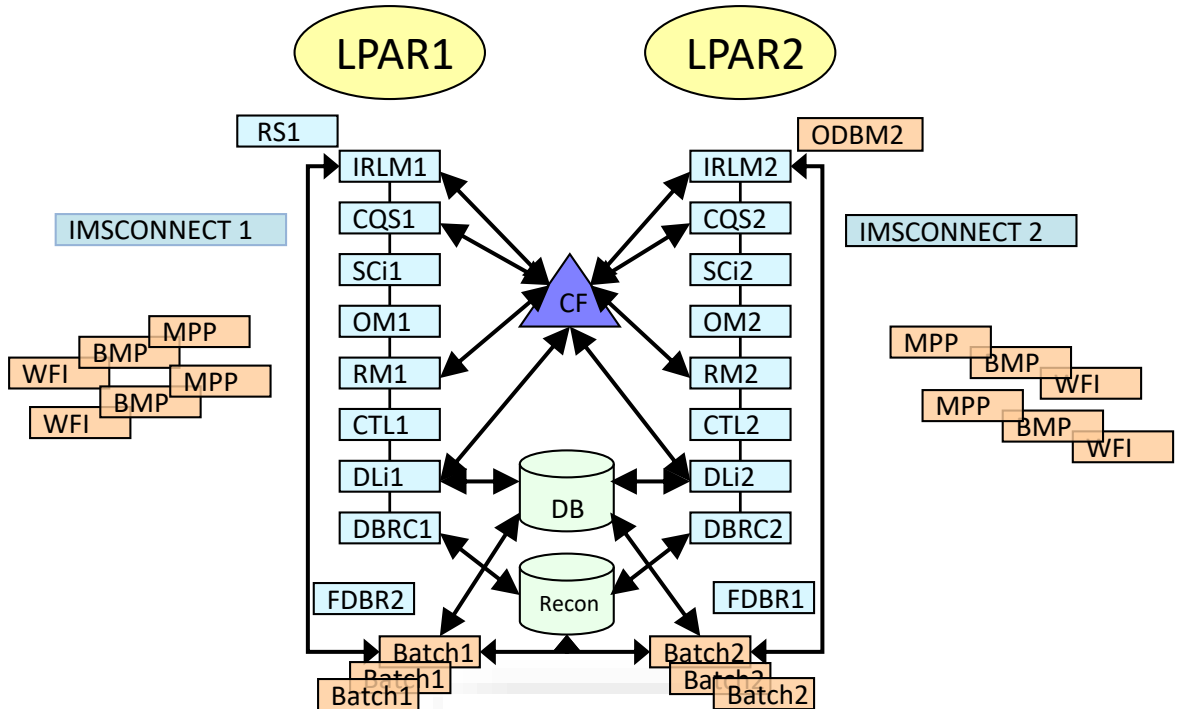 LPAR1
LPAR2
RS1
ODBM2
IRLM1
IRLM2
IMSCONNECT 1
CQS1
CQS2
IMSCONNECT 2
SCi1
SCi2
CF
OM1
OM2
MPP
BMP
WFI
MPP
BMP
WFI
RM1
RM2
MPP
BMP
WFI
MPP
BMP
WFI
CTL1
CTL2
DLi1
DLi2
DB
DBRC1
DBRC2
FDBR2
Recon
FDBR1
Batch1
Batch1
Batch1
Batch2
Batch2
Batch2